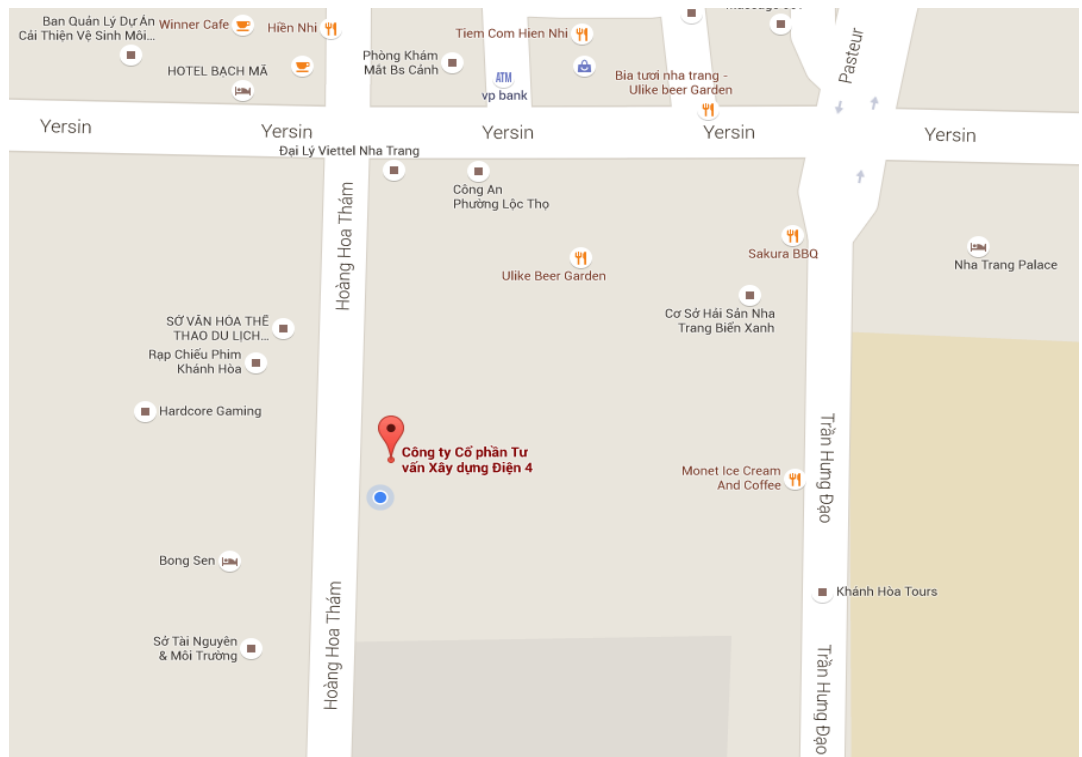 Ban Quản Lý Dự Án
Cải Thiện Vệ Sinh Môi...
Winner Cafe
Hiền Nhi
HOTEL BẠCH MÃ
Phòng Khám
Mắt Bs Cảnh
Tiem Com Hien Nhi
ATM
vp bank
Bia tươi nha trang -
Ulike beer Garden
Pasteur
Yersin
Yersin
Yersin
Yersin
Yersin
Đại Lý Viettel Nha Trang
Công An
Phường Lộc Thọ
Hoàng Hoa Thám
Ulike Beer Garden
Sakura BBQ
Nha Trang Palace
Cơ Sở Hải Sản Nha
Trang Biển Xanh
SỞ VĂN HÓA THỂ
THAO DU LỊCH...
Rạp Chiếu Phim
Khánh Hòa
Hardcore Gaming
Công ty Cổ phần Tư
vấn Xây dựng Điện 4
Monet Ice Cream
And Coffee
Trần Hưng Đạo
Bong Sen
Khánh Hòa Tours
Hoàng Hoa Thám
Sở Tài Nguyên
& Môi Trường
Trần Hưng Đạo